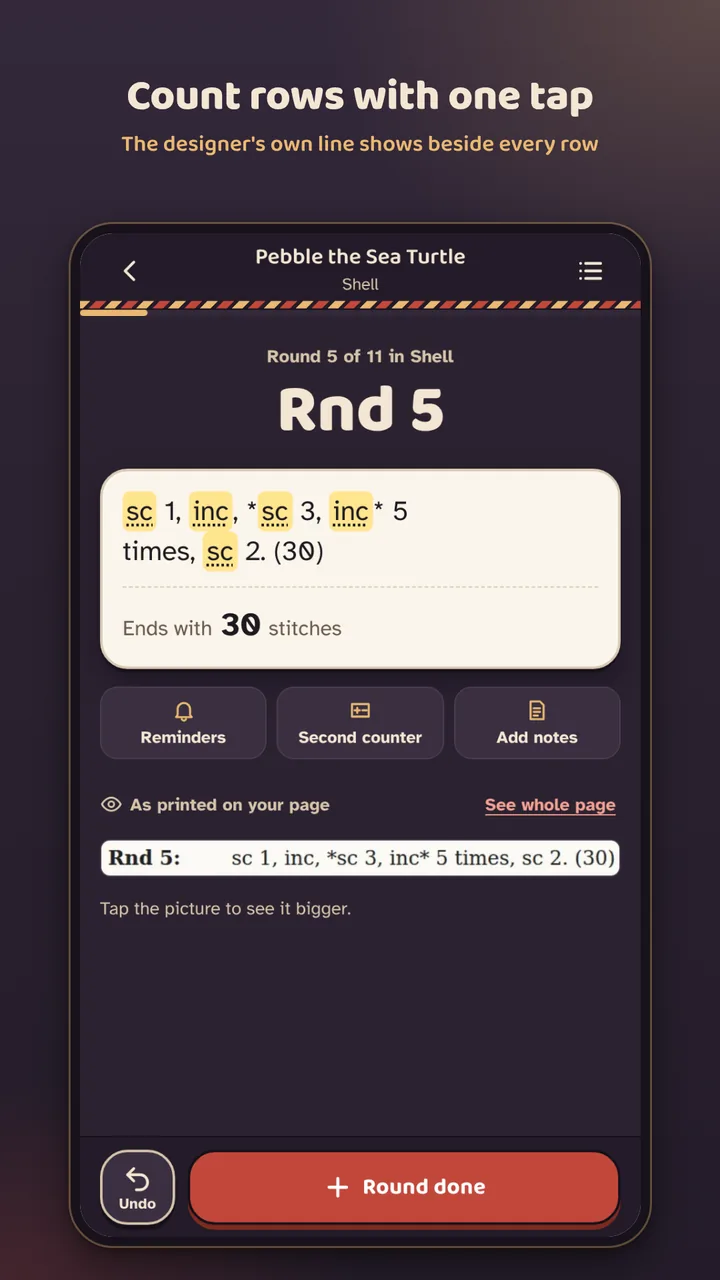 Count rows with one tap
The designer's own line shows beside every row
Pebble the Sea Turtle
Shell
Round 5 of 11 in Shell
Rnd 5
sc 1, inc, *sc 3, inc* 5
times, sc 2. (30)
Ends with 30 stitches
Reminders
Second counter
Add notes
As printed on your page
See whole page
Rnd 5: sc 1, inc, *sc 3, inc* 5 times, sc 2. (30)
Tap the picture to see it bigger.
Undo
+ Round done